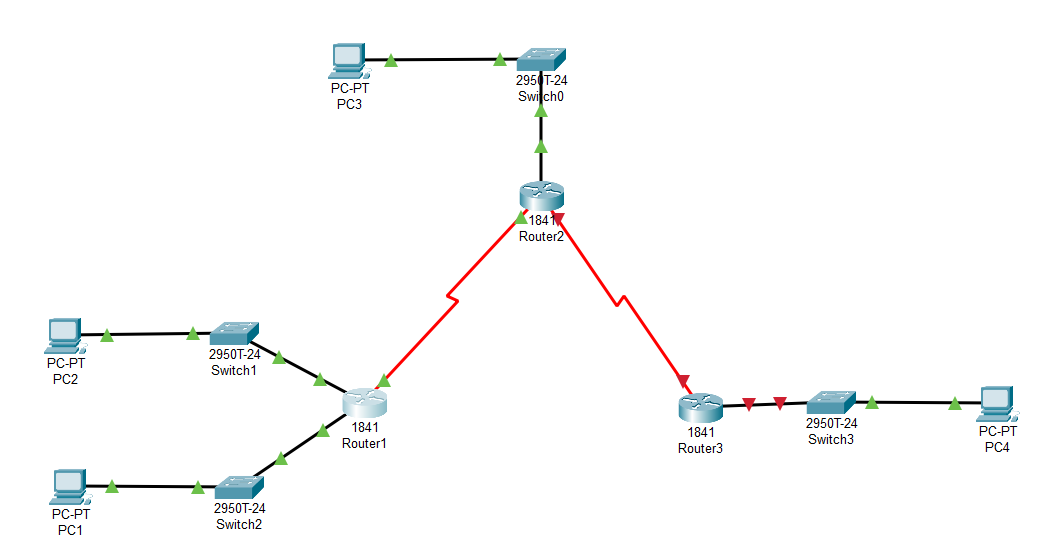 PC-PT
PC3
2950T-24
Switch0
1841
Router2
PC-PT
PC2
2950T-24
Switch1
1841
Router1
PC-PT
PC1
2950T-24
Switch2
1841
Router3
2950T-24
Switch3
PC-PT
PC4